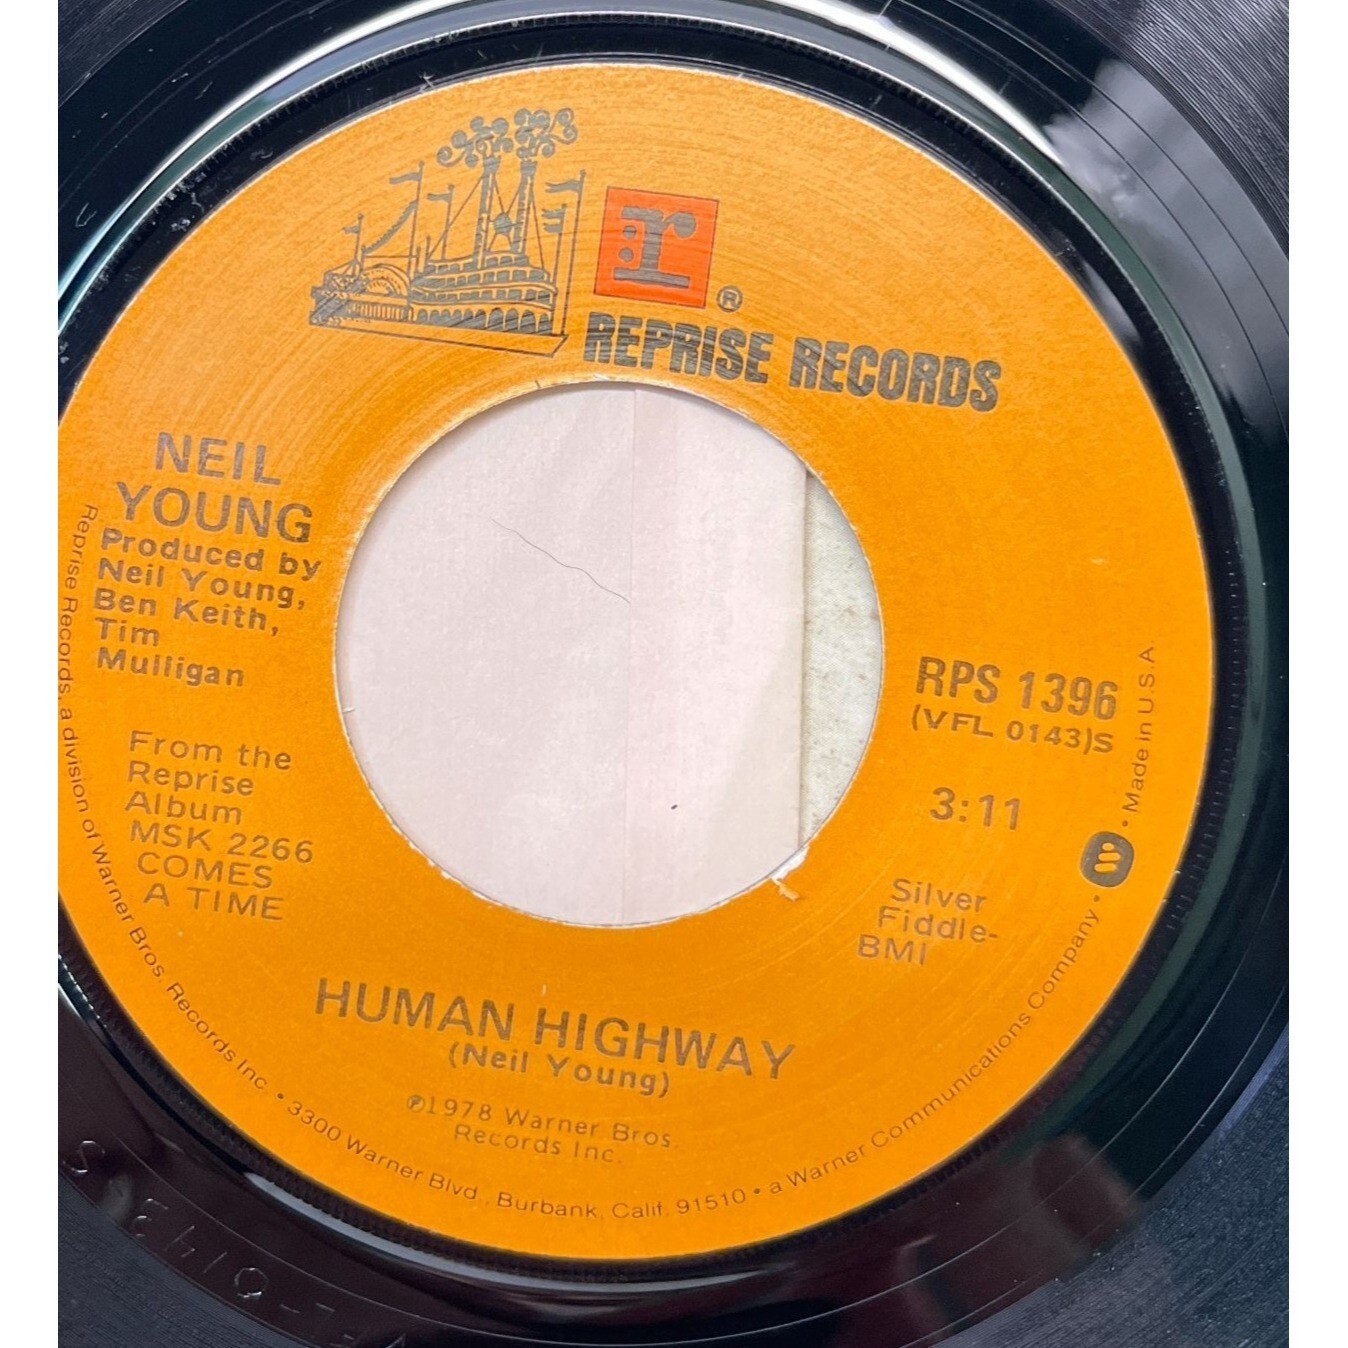 r ®
REPRISE RECORDS
NEIL
YOUNG
Produced by
Neil Young,
Ben Keith,
Tim
Mulligan
From the
Reprise
Album
MSK 2266
COMES
A TIME
RPS 1396
(VFL 0143)S
3:11
Silver
Fiddle-
BMI
HUMAN HIGHWAY
(Neil Young)
℗1978 Warner Bros.
Records Inc.
Reprise Records, a division of Warner Bros. Records Inc. • 3300 Warner Blvd., Burbank, Calif. 91510 • a Warner Communications Company • w • Made in U.S.A
L-0143 S